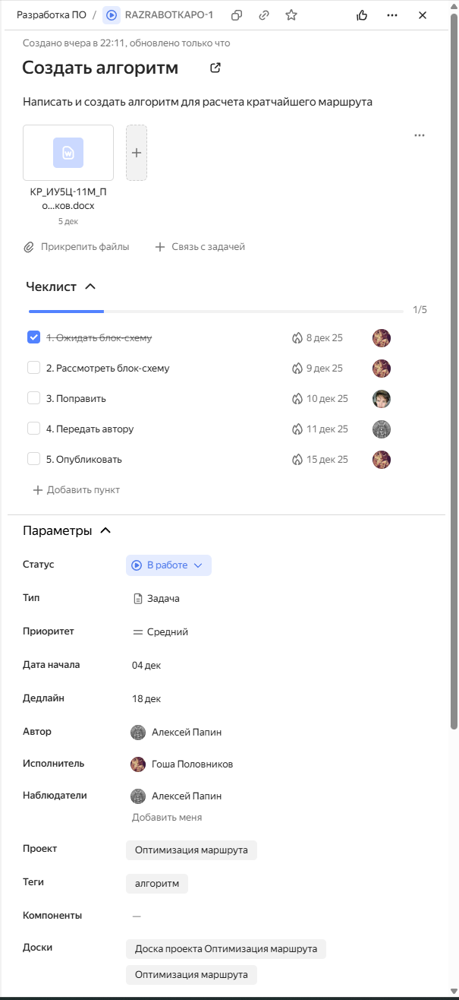 Разработка ПО / RAZRABOTKAPO-1
Создано вчера в 22:11, обновлено только что
Создать алгоритм
Написать и создать алгоритм для расчета кратчайшего маршрута
КР_ИУ5Ц-11М_П
о...ков.docx
5 дек
Прикрепить файлы
Связь с задачей
Чеклист
1/5
1. Ожидать блок-схему 8 дек 25
2. Рассмотреть блок-схему 9 дек 25
3. Поправить 10 дек 25
4. Передать автору 11 дек 25
5. Опубликовать 15 дек 25
Добавить пункт
Параметры
Статус В работе
Тип Задача
Приоритет Средний
Дата начала 04 дек
Дедлайн 18 дек
Автор Алексей Папин
Исполнитель Гоша Половников
Наблюдатели Алексей Папин
Добавить меня
Проект Оптимизация маршрута
Теги алгоритм
Компоненты —
Доски Доска проекта Оптимизация маршрута
Оптимизация маршрута